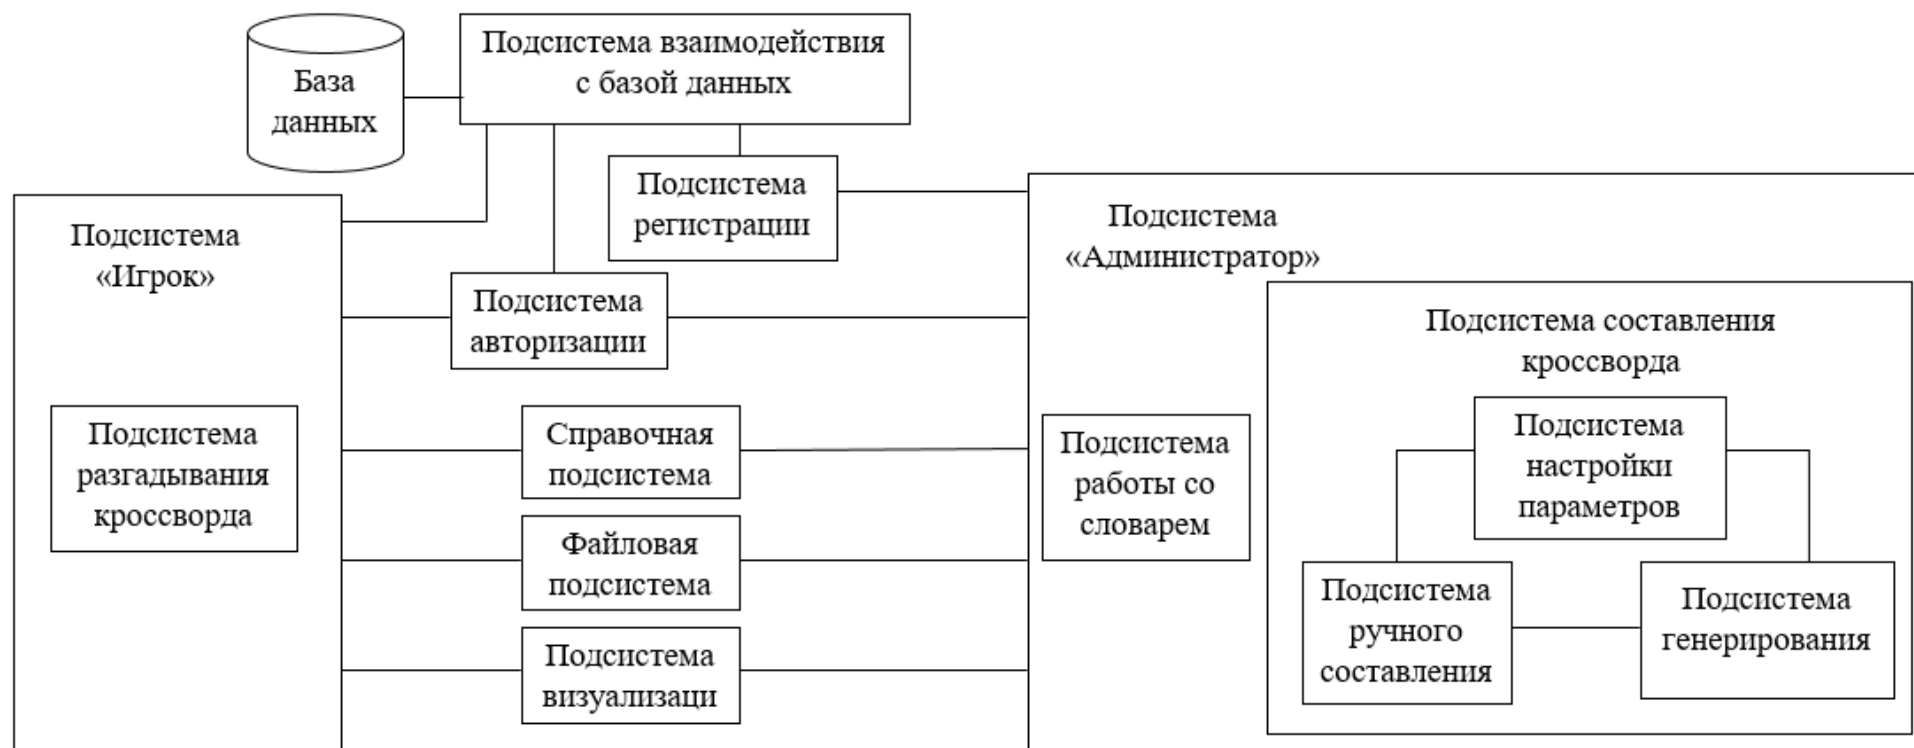 База
данных
Подсистема взаимодействия
с базой данных
Подсистема
регистрации
Подсистема
«Игрок»
Подсистема
авторизации
Подсистема
«Администратор»
Подсистема составления
кроссворда
Подсистема
разгадывания
кроссворда
Справочная
подсистема
Файловая
подсистема
Подсистема
визуализаци
Подсистема
работы со
словарем
Подсистема
настройки
параметров
Подсистема
ручного
составления
Подсистема
генерирования